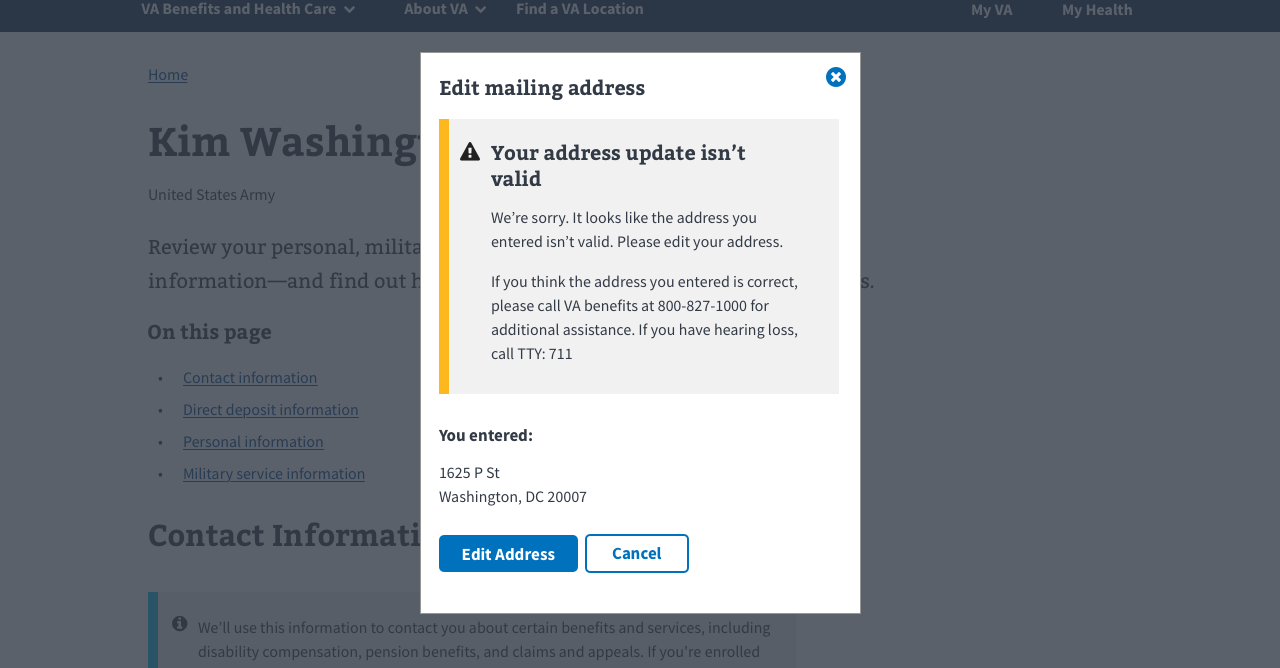 VA Benefits and Health Care
About VA
Find a VA Location
My VA
My Health
Home
Edit mailing address
Kim Washing
Your address update isn’t
valid
United States Army
We’re sorry. It looks like the address you
entered isn’t valid. Please edit your address.
Review your personal, milita
information—and find out h
s.
If you think the address you entered is correct,
please call VA benefits at 800-827-1000 for
additional assistance. If you have hearing loss,
call TTY: 711
On this page
• Contact information
• Direct deposit information
• Personal information
• Military service information
You entered:
1625 P St
Washington, DC 20007
Edit Address
Cancel
Contact Informati
We’ll use this information to contact you about certain benefits and services, including
disability compensation, pension benefits, and claims and appeals. If you’re enrolled